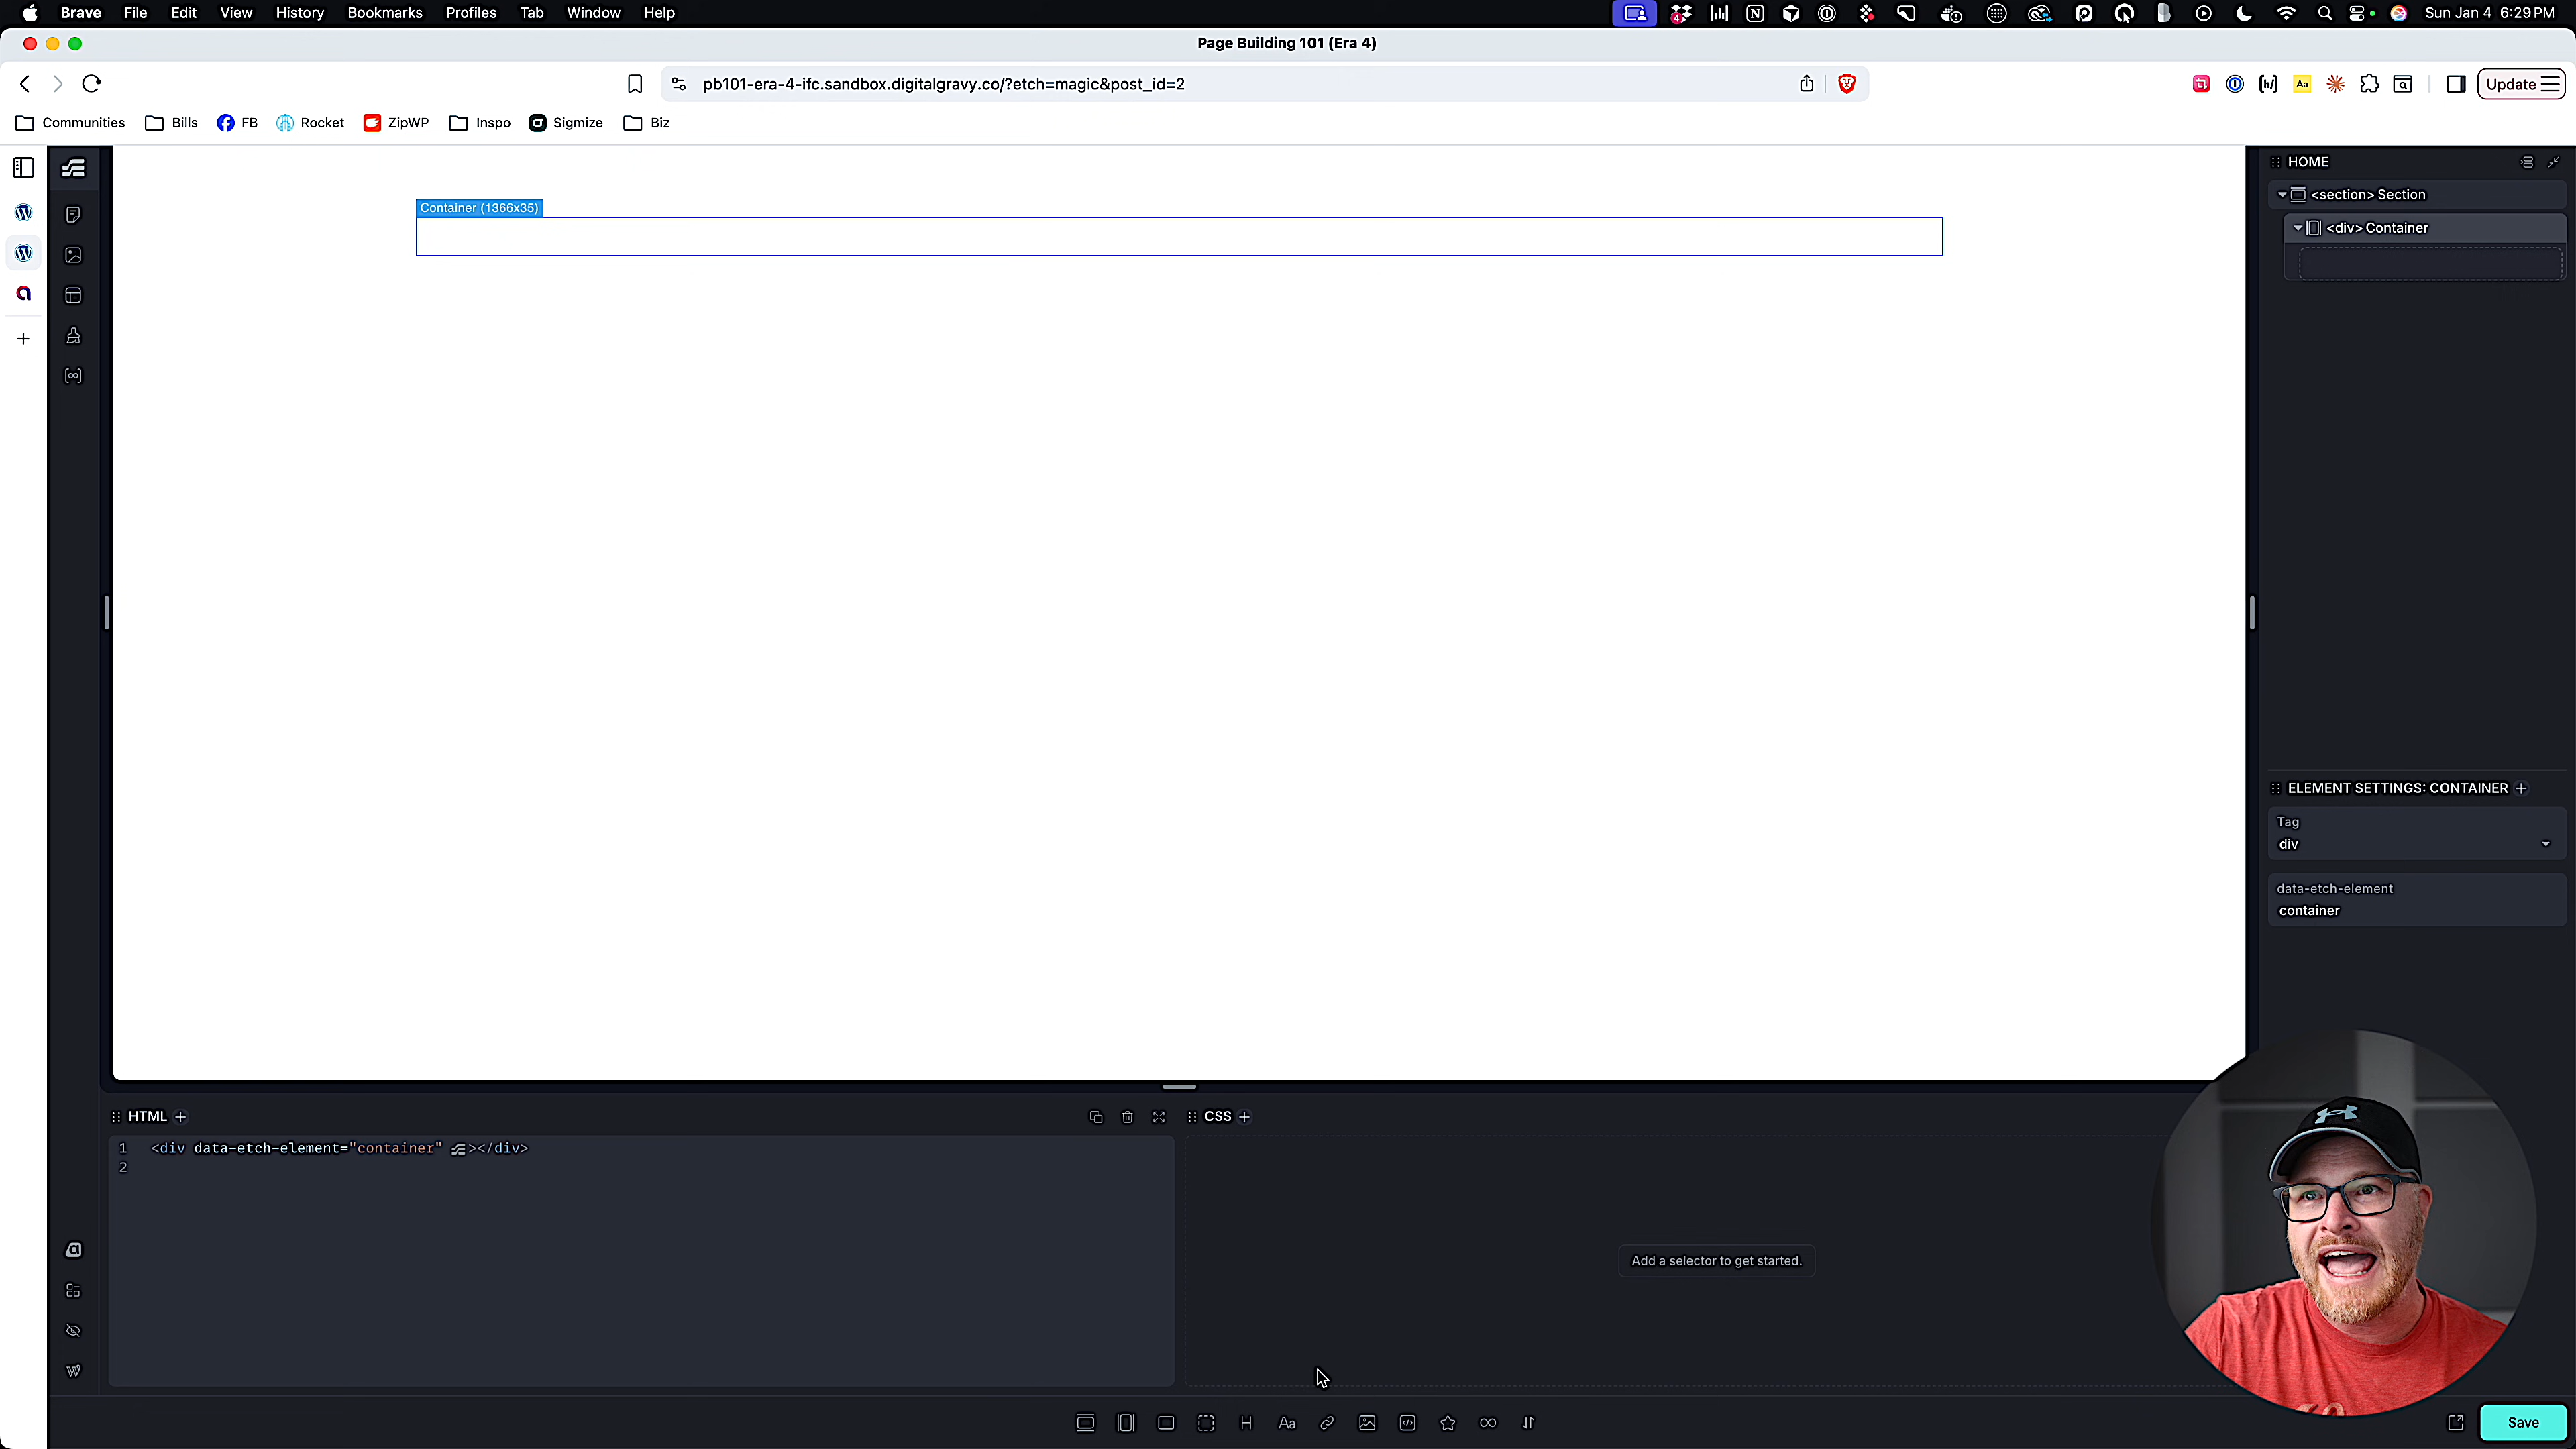 Brave File Edit View History Bookmarks Profiles Tab Window Help
4
Sun Jan 4 6:29 PM
Page Building 101 (Era 4)
pb101-era-4-ifc.sandbox.digitalgravy.co/?etch=magic&post_id=2
Aa
Update
Communities Bills FB Rocket ZipWP Inspo Sigmize Biz
Container (1366x35)
HOME
<section> Section
<div> Container
ELEMENT SETTINGS: CONTAINER
Tag
div
data-etch-element
container
HTML
CSS
1 <div data-etch-element="container" ></div>
2
Add a selector to get started.
H Aa
Save